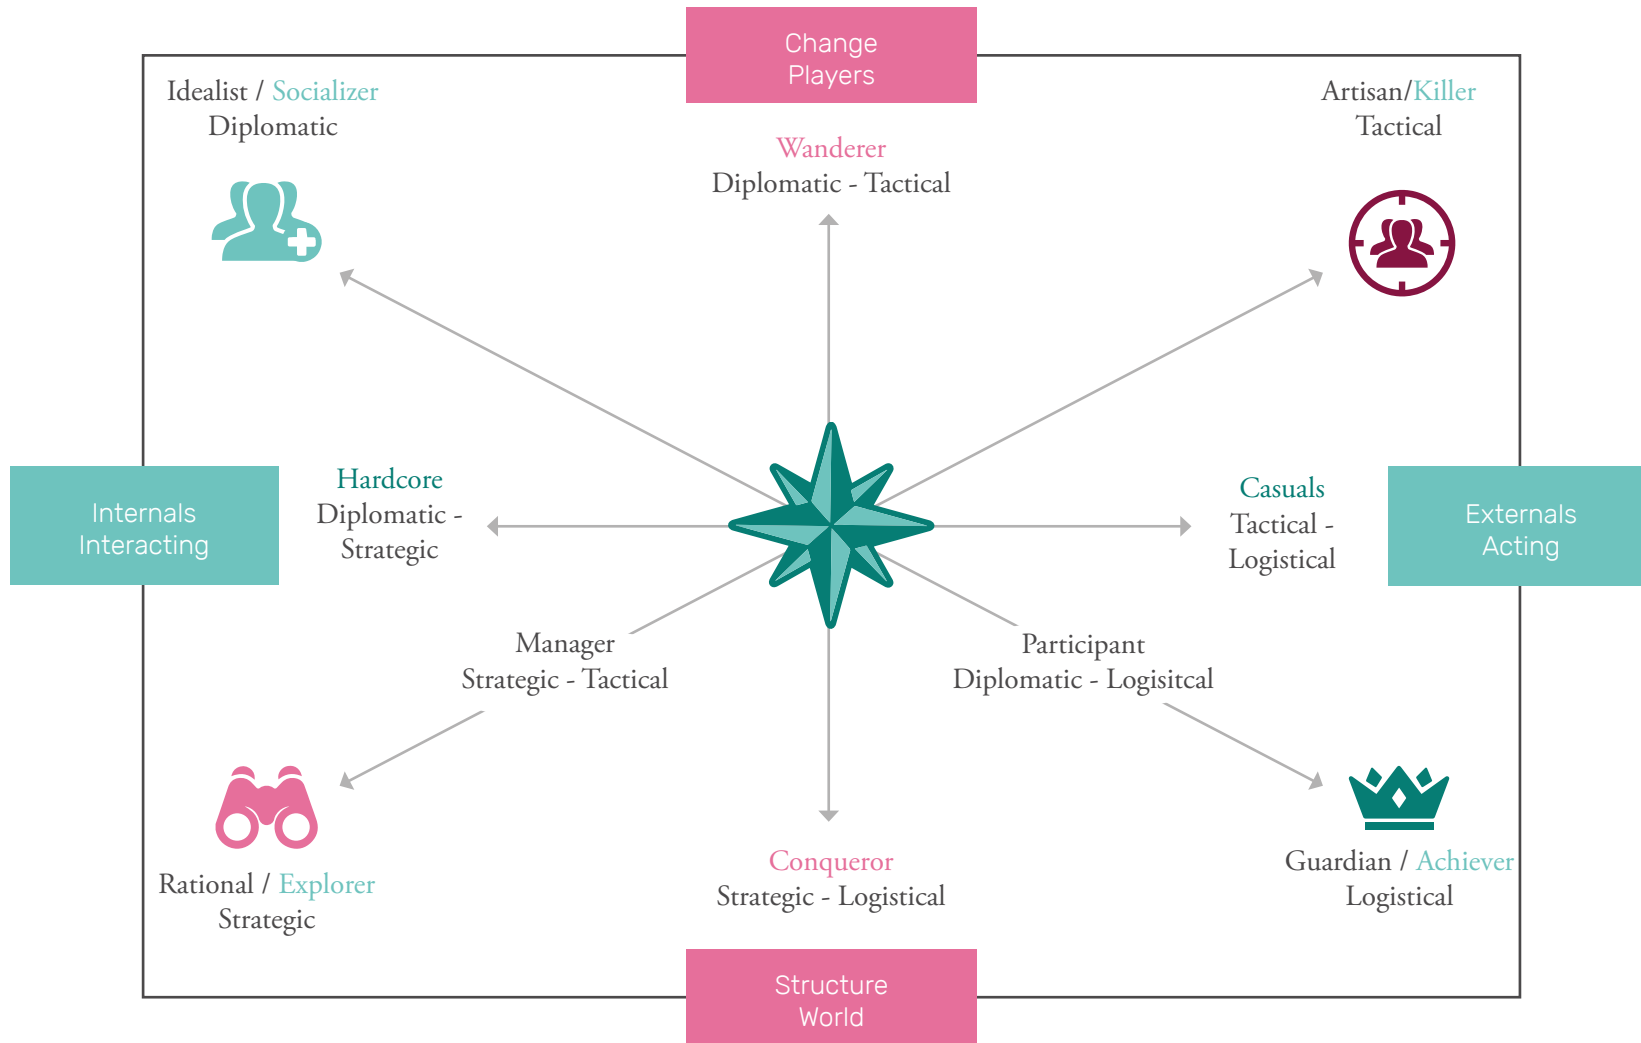 Change
Players
Idealist / Socializer
Diplomatic
Artisan/Killer
Tactical
Wanderer
Diplomatic - Tactical
Internals
Interacting
Hardcore
Diplomatic -
Strategic
Casuals
Tactical -
Logistical
Externals
Acting
Manager
Strategic - Tactical
Participant
Diplomatic - Logisitcal
Rational / Explorer
Strategic
Conqueror
Strategic - Logistical
Guardian / Achiever
Logistical
Structure
World